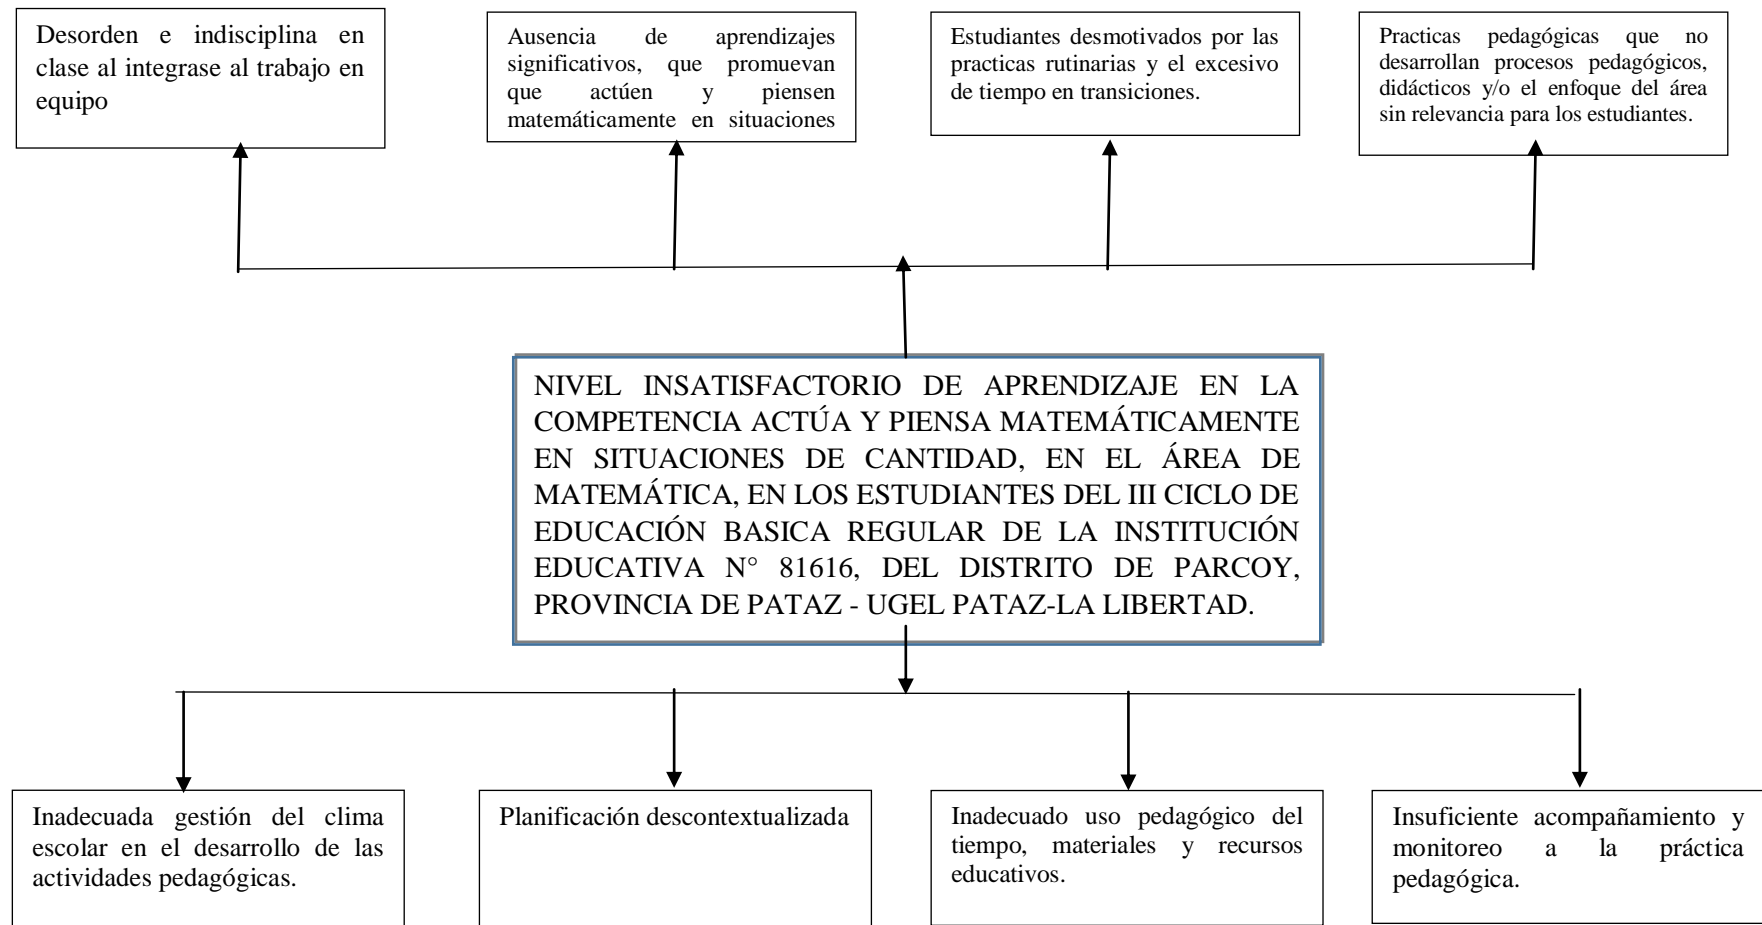 Desorden e indisciplina en
clase al integrase al trabajo en
equipo
Ausencia de aprendizajes
significativos, que promuevan
que actúen y piensen
matemáticamente en situaciones
Estudiantes desmotivados por las
practicas rutinarias y el excesivo
de tiempo en transiciones.
Practicas pedagógicas que no
desarrollan procesos pedagógicos,
didácticos y/o el enfoque del área
sin relevancia para los estudiantes.
NIVEL INSATISFACTORIO DE APRENDIZAJE EN LA
COMPETENCIA ACTÚA Y PIENSA MATEMÁTICAMENTE
EN SITUACIONES DE CANTIDAD, EN EL ÁREA DE
MATEMÁTICA, EN LOS ESTUDIANTES DEL III CICLO DE
EDUCACIÓN BASICA REGULAR DE LA INSTITUCIÓN
EDUCATIVA N° 81616, DEL DISTRITO DE PARCOY,
PROVINCIA DE PATAZ - UGEL PATAZ-LA LIBERTAD.
Inadecuada gestión del clima
escolar en el desarrollo de las
actividades pedagógicas.
Planificación descontextualizada
Inadecuado uso pedagógico del
tiempo, materiales y recursos
educativos.
Insuficiente acompañamiento y
monitoreo a la práctica
pedagógica.